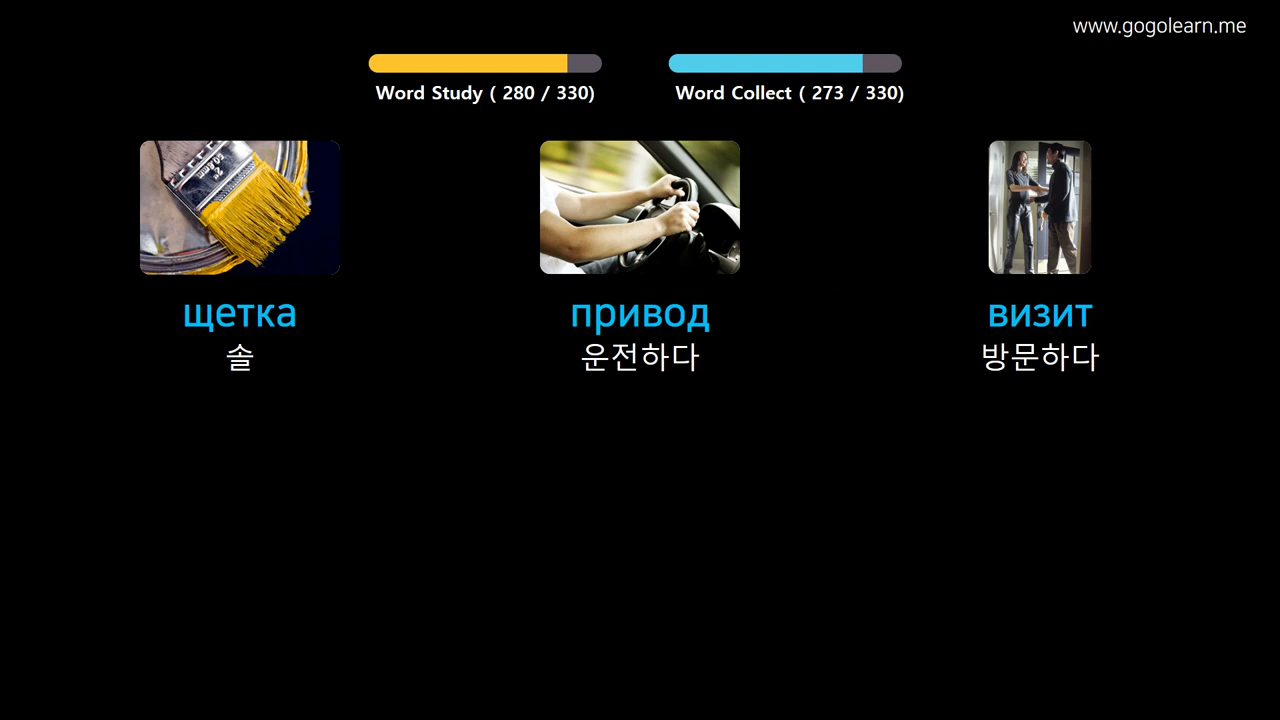 www.gogolearn.me
Word Study ( 280 / 330)
Word Collect ( 273 / 330)
щетка
솔
привод
운전하다
визит
방문하다